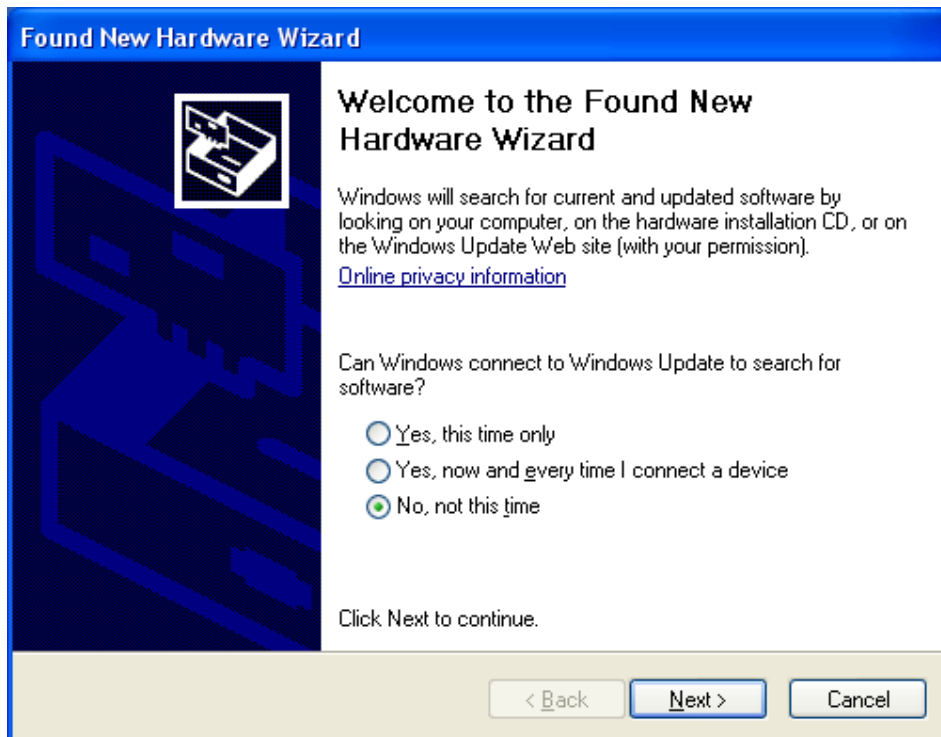 Found New Hardware Wizard
Welcome to the Found New
Hardware Wizard
Windows will search for current and updated software by
looking on your computer, on the hardware installation CD, or on
the Windows Update Web site (with your permission).
Online privacy information
Can Windows connect to Windows Update to search for
software?
Yes, this time only
Yes, now and every time I connect a device
No, not this time
Click Next to continue.
< Back
Next >
Cancel